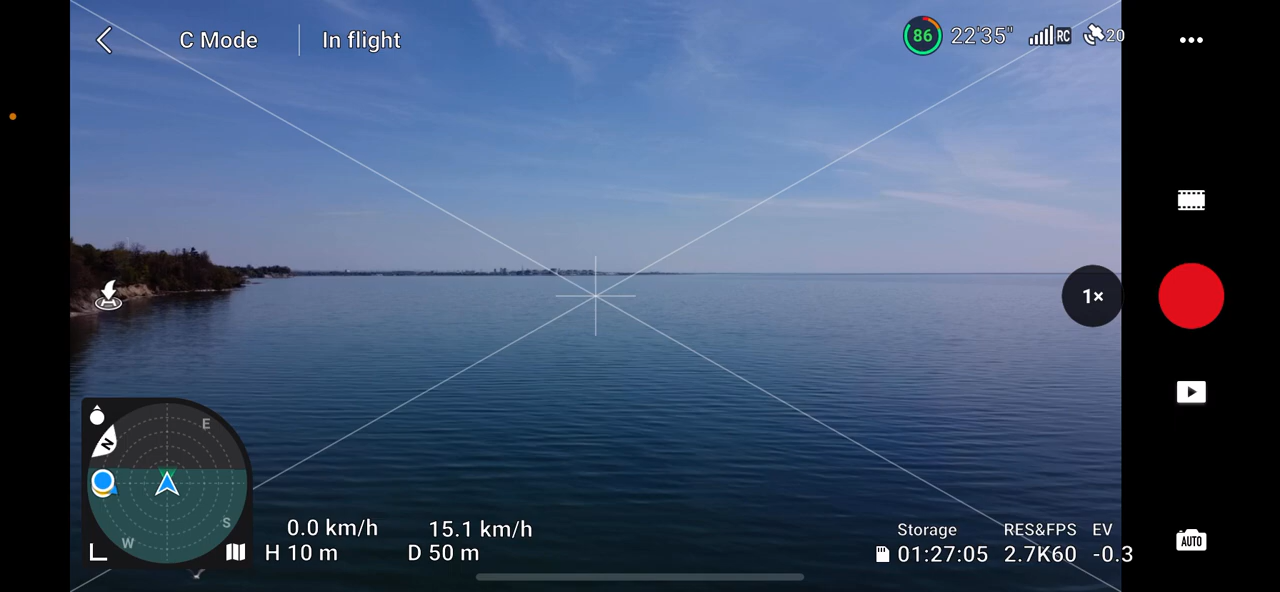 C Mode
In flight
86
22'35"
RC
20
1×
E
N
S
W
0.0 km/h
15.1 km/h
H 10 m
D 50 m
Storage
RES&FPS
EV
01:27:05
2.7K60
-0.3
AUTO